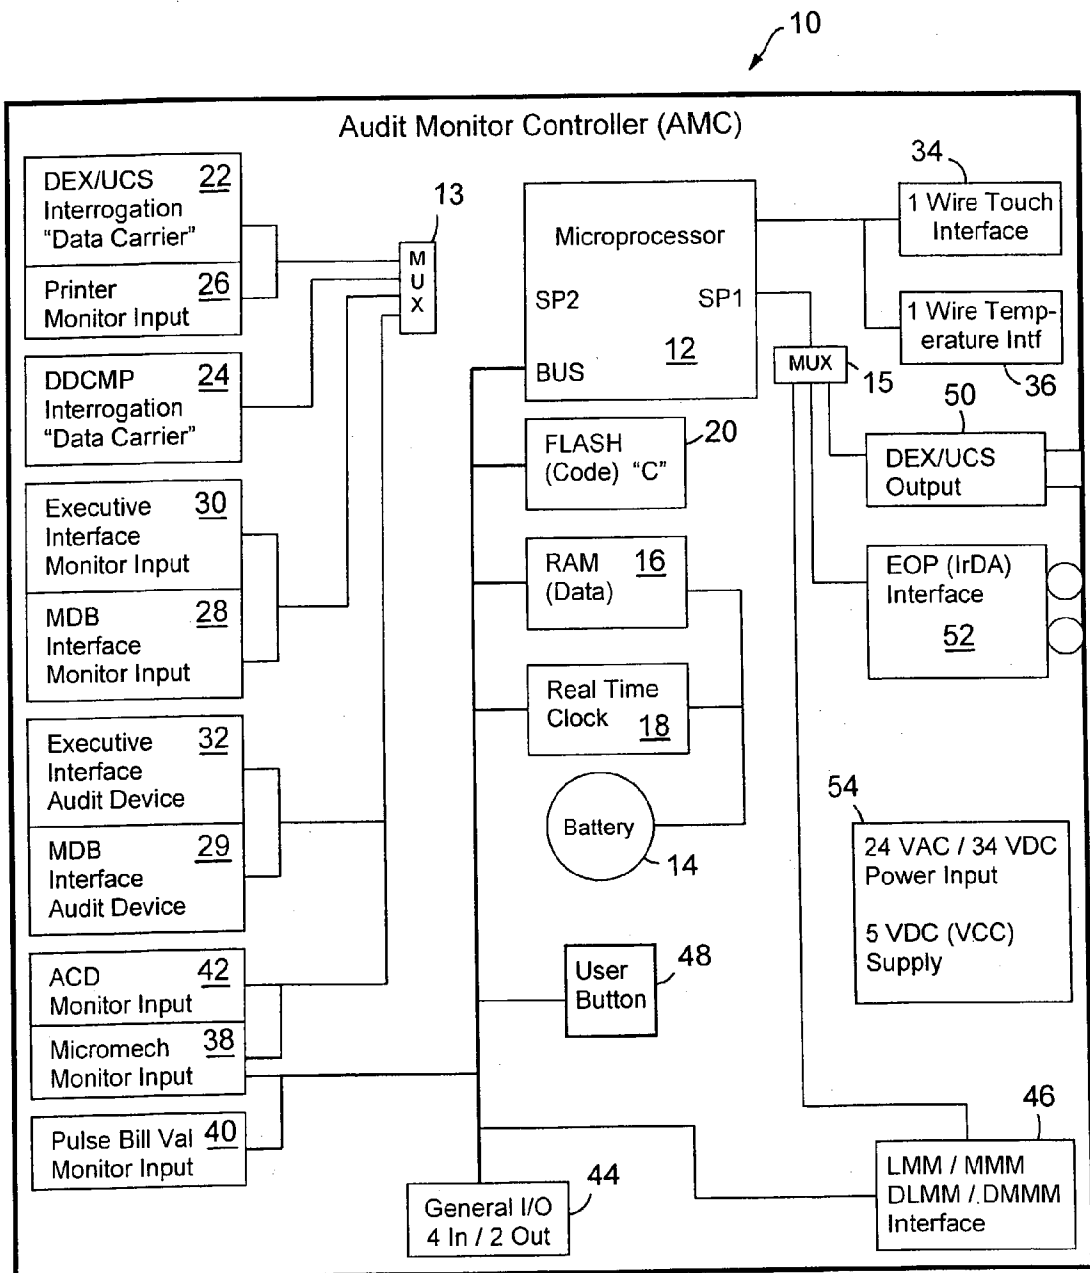 10
Audit Monitor Controller (AMC)
DEX/UCS 22
Interrogation
“Data Carrier”
Printer 26
Monitor Input
DDCMP 24
Interrogation
“Data Carrier”
Executive 30
Interface
Monitor Input
MDB 28
Interface
Monitor Input
Executive 32
Interface
Audit Device
MDB 29
Interface
Audit Device
ACD 42
Monitor Input
Micromech 38
Monitor Input
Pulse Bill Val 40
Monitor Input
13
M
U
X
Microprocessor
SP2 SP1
12
BUS
FLASH
(Code) “C”
20
RAM 16
(Data)
Real Time
Clock 18
Battery
14
User
Button
48
General I/O
4 In / 2 Out
44
34
1 Wire Touch
Interface
1 Wire Temp-
erature Intf
36
MUX
15
50
DEX/UCS
Output
EOP (IrDA)
Interface
52
54
24 VAC / 34 VDC
Power Input
5 VDC (VCC)
Supply
46
LMM / MMM
DLMM / DMMM
Interface